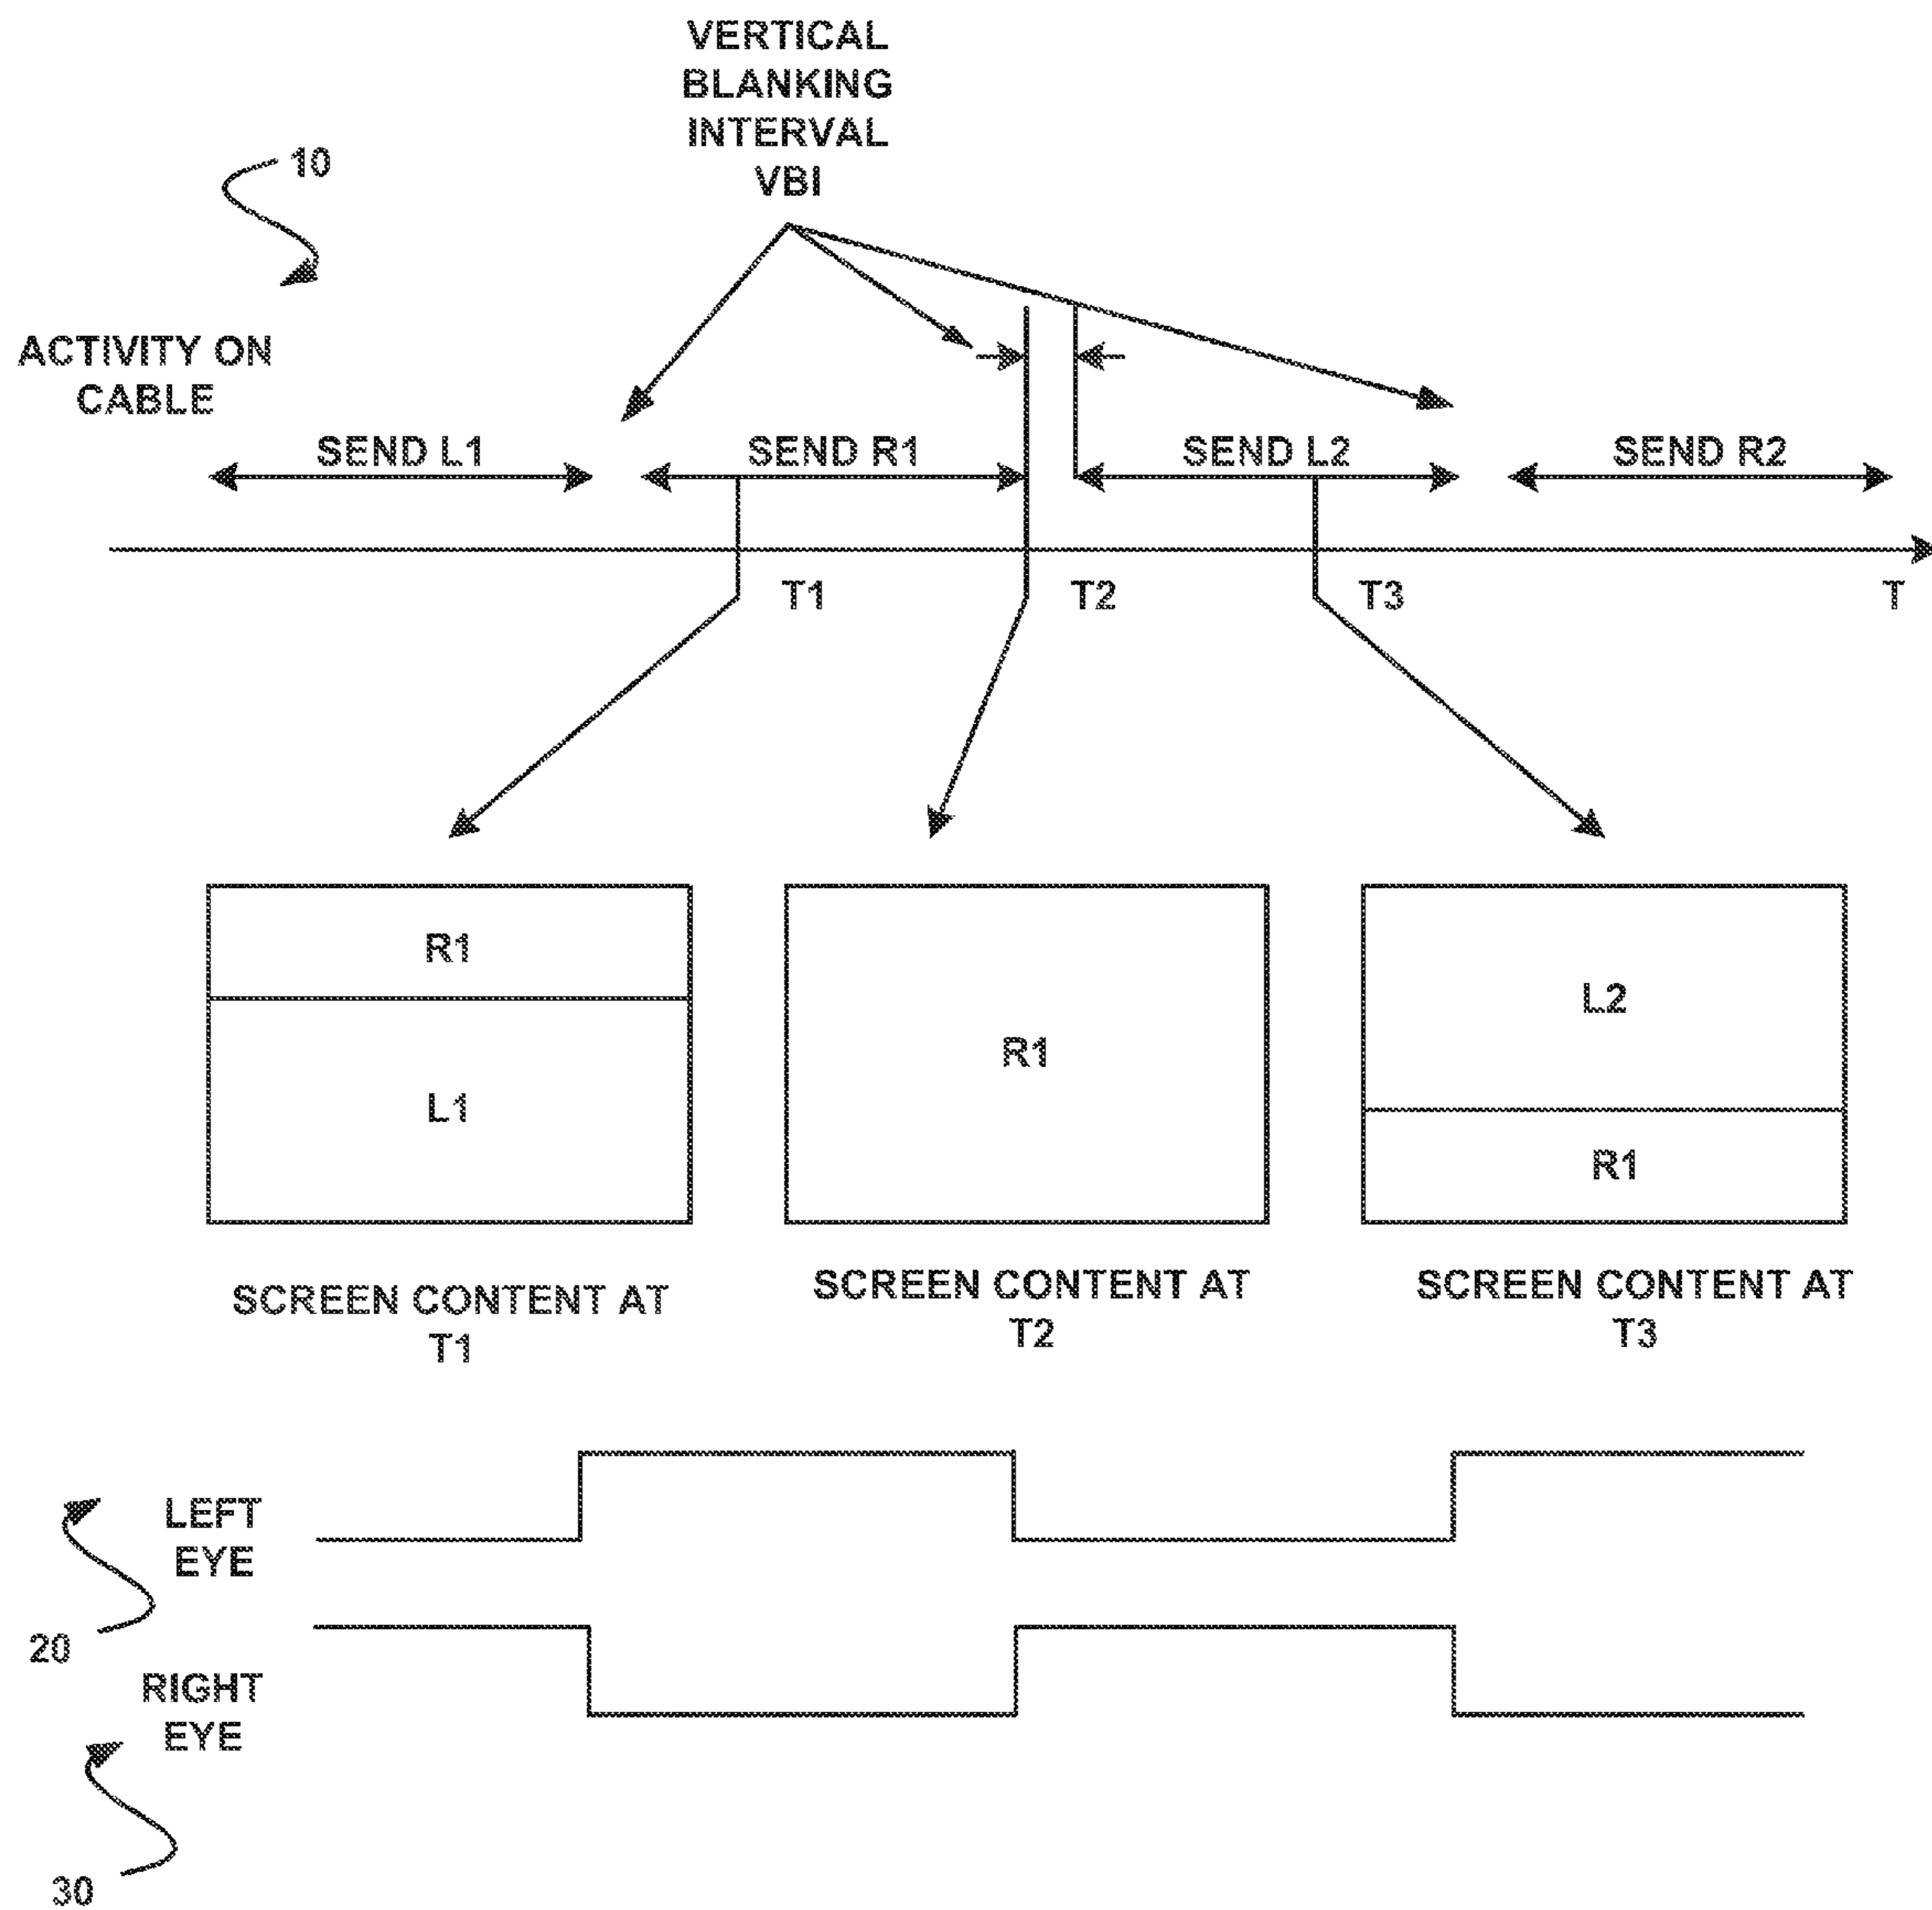 VERTICAL
BLANKING
INTERVAL
VBI
10
ACTIVITY ON
CABLE
SEND L1
SEND R1
SEND L2
SEND R2
T1
T2
T3
T
R1
L1
R1
L2
R1
SCREEN CONTENT AT
T1
SCREEN CONTENT AT
T2
SCREEN CONTENT AT
T3
LEFT
EYE
20
RIGHT
EYE
30